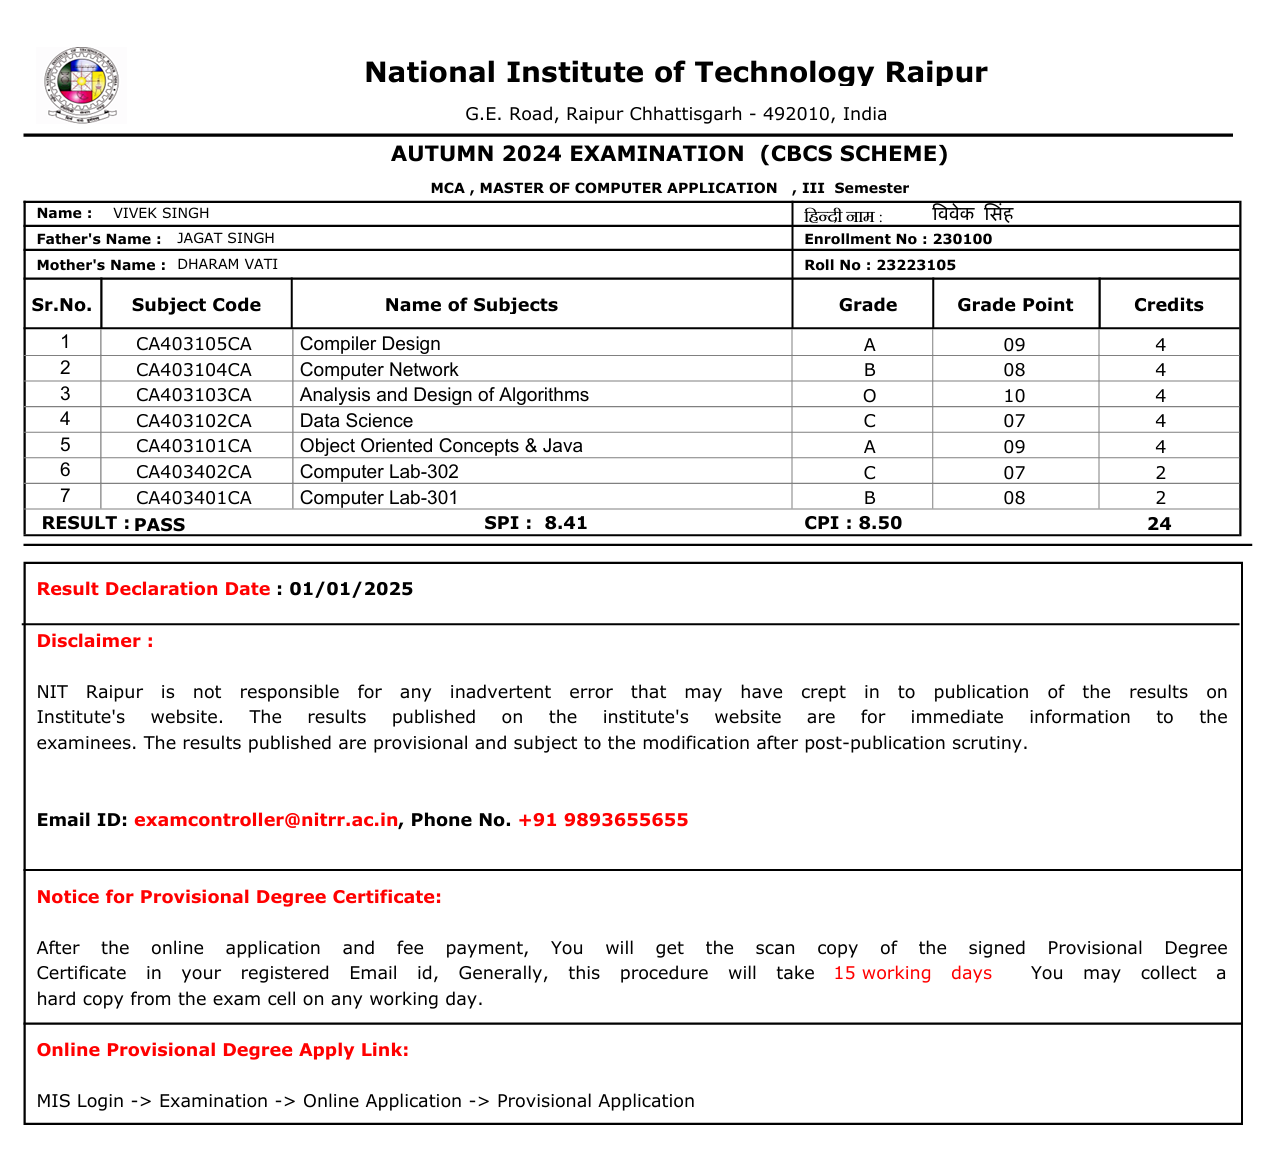 National Institute of Technology Raipur
G.E. Road, Raipur Chhattisgarh - 492010, India
AUTUMN 2024 EXAMINATION (CBCS SCHEME)
MCA , MASTER OF COMPUTER APPLICATION , III Semester
Name : VIVEK SINGH हिन्दी नाम : विवेक सिंह
Father's Name : JAGAT SINGH Enrollment No : 230100
Mother's Name : DHARAM VATI Roll No : 23223105
Sr.No. Subject Code Name of Subjects Grade Grade Point Credits
1 CA403105CA Compiler Design A 09 4
2 CA403104CA Computer Network B 08 4
3 CA403103CA Analysis and Design of Algorithms O 10 4
4 CA403102CA Data Science C 07 4
5 CA403101CA Object Oriented Concepts & Java A 09 4
6 CA403402CA Computer Lab-302 C 07 2
7 CA403401CA Computer Lab-301 B 08 2
RESULT : PASS SPI : 8.41 CPI : 8.50 24
Result Declaration Date : 01/01/2025
Disclaimer :
NIT Raipur is not responsible for any inadvertent error that may have crept in to publication of the results on
Institute's website. The results published on the institute's website are for immediate information to the
examinees. The results published are provisional and subject to the modification after post-publication scrutiny.
Email ID: examcontroller@nitrr.ac.in, Phone No. +91 9893655655
Notice for Provisional Degree Certificate:
After the online application and fee payment, You will get the scan copy of the signed Provisional Degree
Certificate in your registered Email id, Generally, this procedure will take 15 working days You may collect a
hard copy from the exam cell on any working day.
Online Provisional Degree Apply Link:
MIS Login -> Examination -> Online Application -> Provisional Application